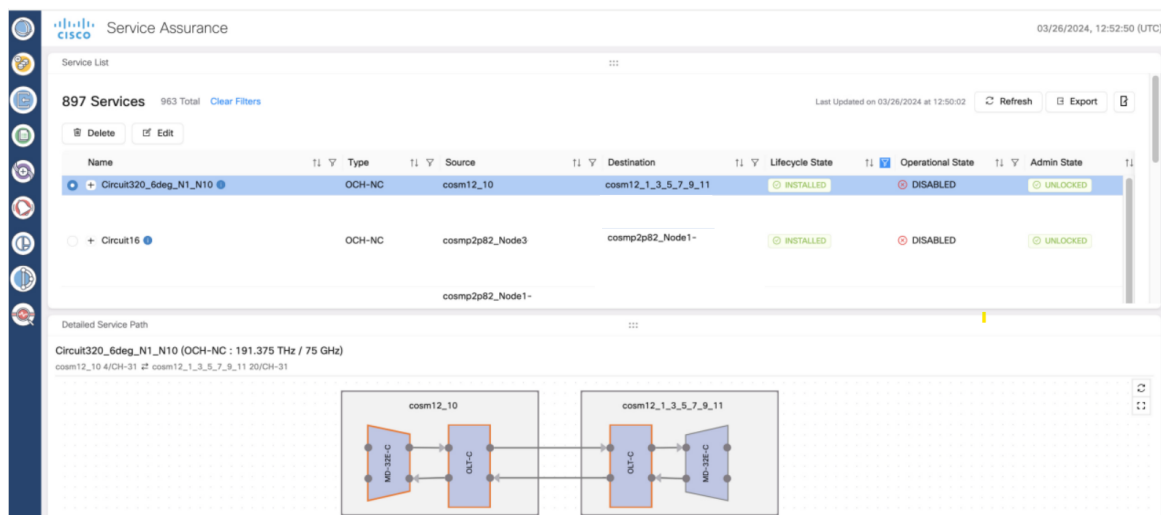 cisco Service Assurance 03/26/2024, 12:52:50 (UTC)
Service List
897 Services 963 Total Clear Filters Last Updated on 03/26/2024 at 12:50:02 Refresh Export
Delete Edit
Name Type Source Destination Lifecycle State Operational State Admin State
Circuit320_6deg_N1_N10 OCH-NC cosm12_10 cosm12_1_3_5_7_9_11 INSTALLED DISABLED UNLOCKED
Circuit16 OCH-NC cosmp2p82_Node3 cosmp2p82_Node1- INSTALLED DISABLED UNLOCKED
cosmp2p82_Node1-
Detailed Service Path
Circuit320_6deg_N1_N10 (OCH-NC : 191.375 THz / 75 GHz)
cosm12_10 4/CH-31 ⇄ cosm12_1_3_5_7_9_11 20/CH-31
cosm12_10 cosm12_1_3_5_7_9_11
MD-32E-C OLT-C OLT-C MD-32E-C